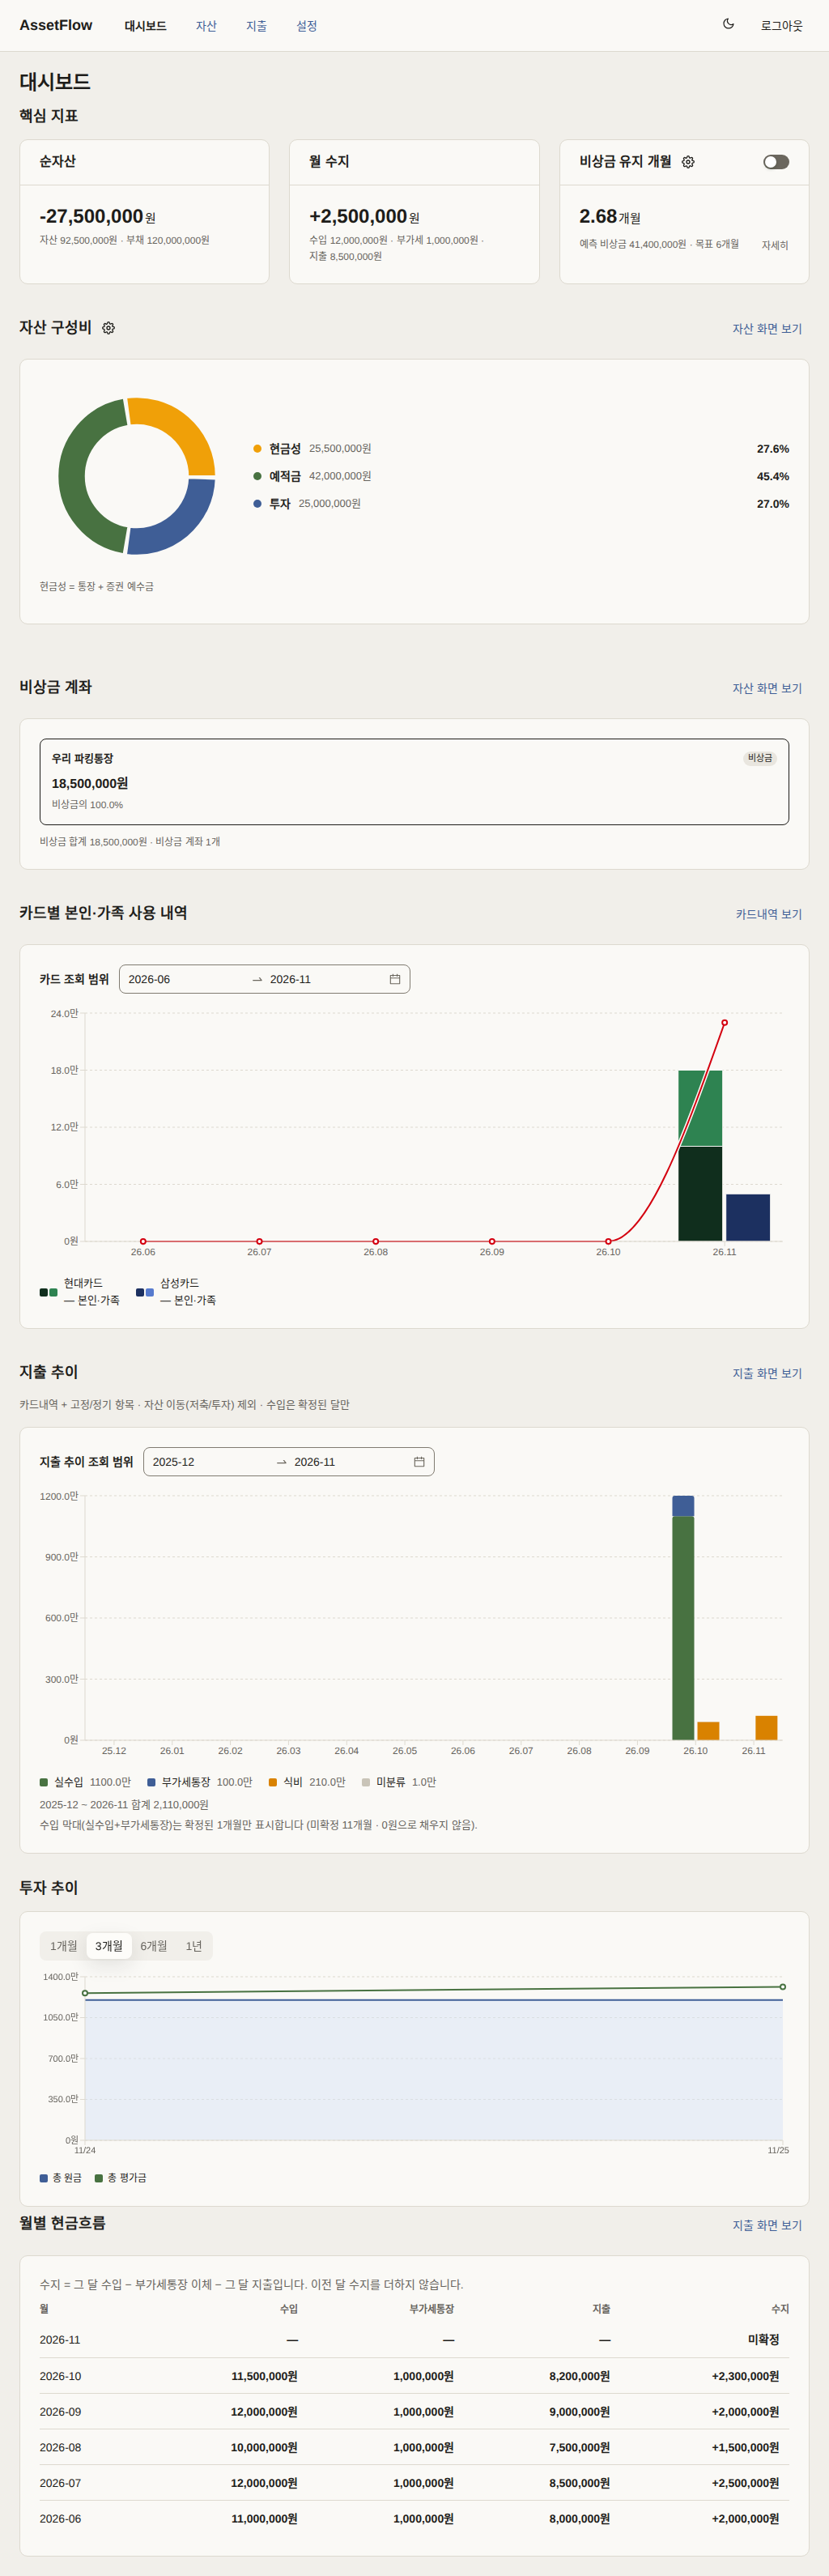 AssetFlow 대시보드 자산 지출 설정 로그아웃
대시보드
핵심 지표
순자산
-27,500,000원
자산 92,500,000원 · 부채 120,000,000원
월 수지
+2,500,000원
수입 12,000,000원 · 부가세 1,000,000원 ·
지출 8,500,000원
비상금 유지 개월
2.68개월
예측 비상금 41,400,000원 · 목표 6개월 자세히
자산 구성비 자산 화면 보기
현금성 25,500,000원 27.6%
예적금 42,000,000원 45.4%
투자 25,000,000원 27.0%
현금성 = 통장 + 증권 예수금
비상금 계좌 자산 화면 보기
우리 파킹통장 비상금
18,500,000원
비상금의 100.0%
비상금 합계 18,500,000원 · 비상금 계좌 1개
카드별 본인·가족 사용 내역 카드내역 보기
카드 조회 범위 2026-06 2026-11
24.0만
18.0만
12.0만
6.0만
0원
26.06 26.07 26.08 26.09 26.10 26.11
현대카드
— 본인·가족
삼성카드
— 본인·가족
지출 추이 지출 화면 보기
카드내역 + 고정/정기 항목 · 자산 이동(저축/투자) 제외 · 수입은 확정된 달만
지출 추이 조회 범위 2025-12 2026-11
1200.0만
900.0만
600.0만
300.0만
0원
25.12 26.01 26.02 26.03 26.04 26.05 26.06 26.07 26.08 26.09 26.10 26.11
실수입 1100.0만 부가세통장 100.0만 식비 210.0만 미분류 1.0만
2025-12 ~ 2026-11 합계 2,110,000원
수입 막대(실수입+부가세통장)는 확정된 1개월만 표시합니다 (미확정 11개월 · 0원으로 채우지 않음).
투자 추이
1개월 3개월 6개월 1년
1400.0만
1050.0만
700.0만
350.0만
0원
11/24 11/25
총 원금 총 평가금
월별 현금흐름 지출 화면 보기
수지 = 그 달 수입 − 부가세통장 이체 − 그 달 지출입니다. 이전 달 수지를 더하지 않습니다.
월 수입 부가세통장 지출 수지
2026-11 — — — 미확정
2026-10 11,500,000원 1,000,000원 8,200,000원 +2,300,000원
2026-09 12,000,000원 1,000,000원 9,000,000원 +2,000,000원
2026-08 10,000,000원 1,000,000원 7,500,000원 +1,500,000원
2026-07 12,000,000원 1,000,000원 8,500,000원 +2,500,000원
2026-06 11,000,000원 1,000,000원 8,000,000원 +2,000,000원